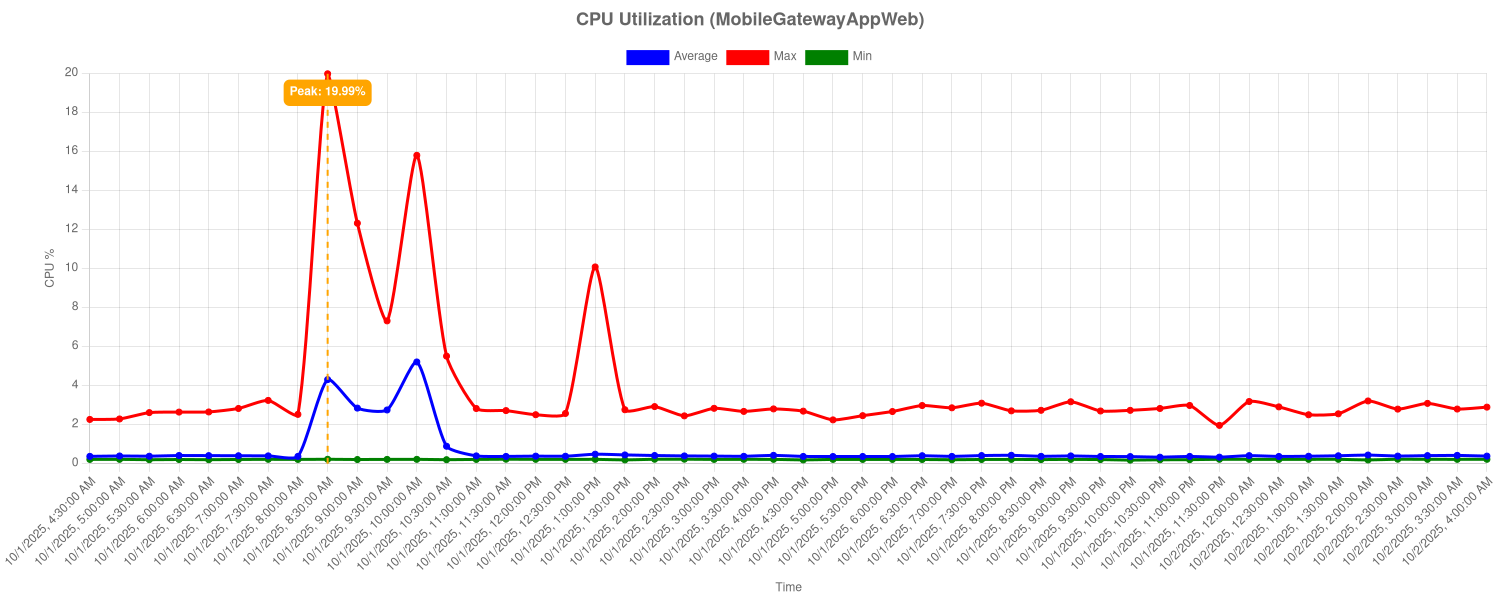 CPU Utilization (MobileGatewayAppWeb)
Average Max Min
Peak: 19.99%
20
18
16
14
12
10
8
6
4
2
0
CPU %
10/1/2025, 4:30:00 AM
10/1/2025, 5:00:00 AM
10/1/2025, 5:30:00 AM
10/1/2025, 6:00:00 AM
10/1/2025, 6:30:00 AM
10/1/2025, 7:00:00 AM
10/1/2025, 7:30:00 AM
10/1/2025, 8:00:00 AM
10/1/2025, 8:30:00 AM
10/1/2025, 9:00:00 AM
10/1/2025, 9:30:00 AM
10/1/2025, 10:00:00 AM
10/1/2025, 10:30:00 AM
10/1/2025, 11:00:00 AM
10/1/2025, 11:30:00 AM
10/1/2025, 12:00:00 PM
10/1/2025, 12:30:00 PM
10/1/2025, 1:00:00 PM
10/1/2025, 1:30:00 PM
10/1/2025, 2:00:00 PM
10/1/2025, 2:30:00 PM
10/1/2025, 3:00:00 PM
10/1/2025, 3:30:00 PM
10/1/2025, 4:00:00 PM
10/1/2025, 4:30:00 PM
10/1/2025, 5:00:00 PM
10/1/2025, 5:30:00 PM
10/1/2025, 6:00:00 PM
10/1/2025, 6:30:00 PM
10/1/2025, 7:00:00 PM
10/1/2025, 7:30:00 PM
10/1/2025, 8:00:00 PM
10/1/2025, 8:30:00 PM
10/1/2025, 9:00:00 PM
10/1/2025, 9:30:00 PM
10/1/2025, 10:00:00 PM
10/1/2025, 10:30:00 PM
10/1/2025, 11:00:00 PM
10/1/2025, 11:30:00 PM
10/2/2025, 12:00:00 AM
10/2/2025, 12:30:00 AM
10/2/2025, 1:00:00 AM
10/2/2025, 1:30:00 AM
10/2/2025, 2:00:00 AM
10/2/2025, 2:30:00 AM
10/2/2025, 3:00:00 AM
10/2/2025, 3:30:00 AM
10/2/2025, 4:00:00 AM
Time